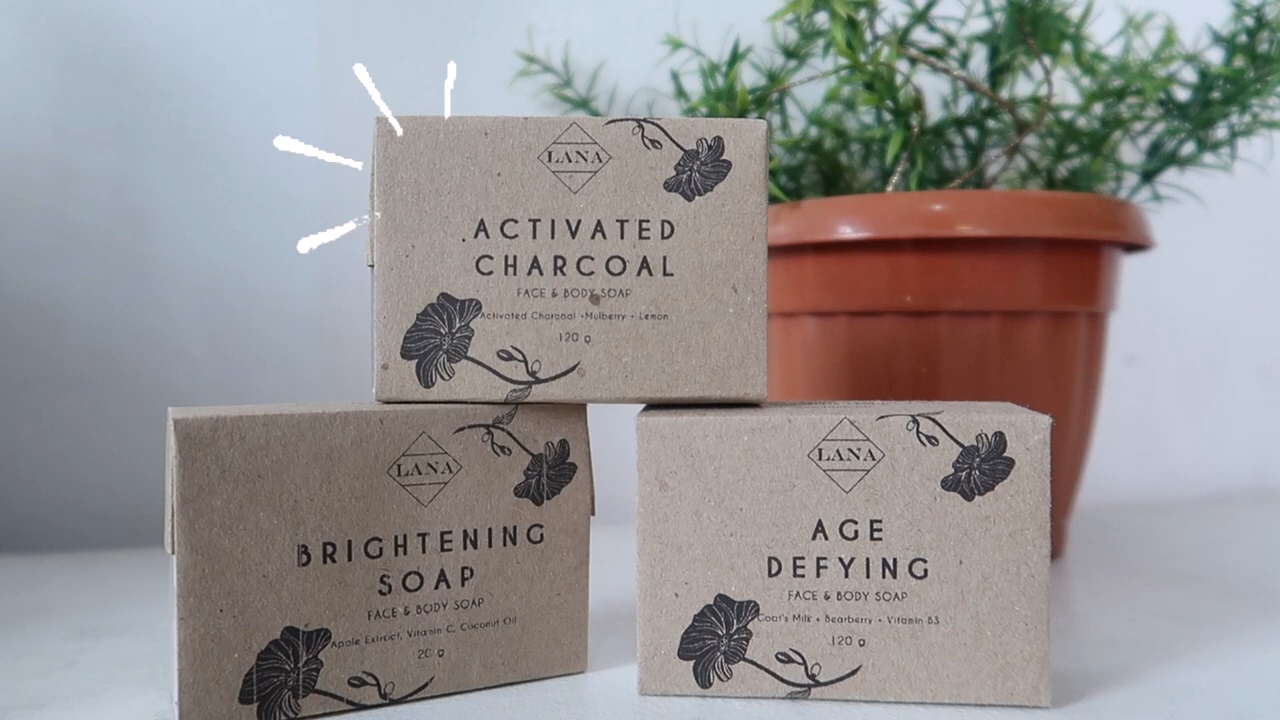 LANA
ACTIVATED
CHARCOAL
FACE & BODY SOAP
Activated Charcoal •Mulberry • Lemon
120 g
LANA
BRIGHTENING
SOAP
FACE & BODY SOAP
Apple Extract, Vitamin C, Coconut Oil
20 g
LANA
AGE
DEFYING
FACE & BODY SOAP
Goat's Milk • Bearberry • Vitamin B3
120 g